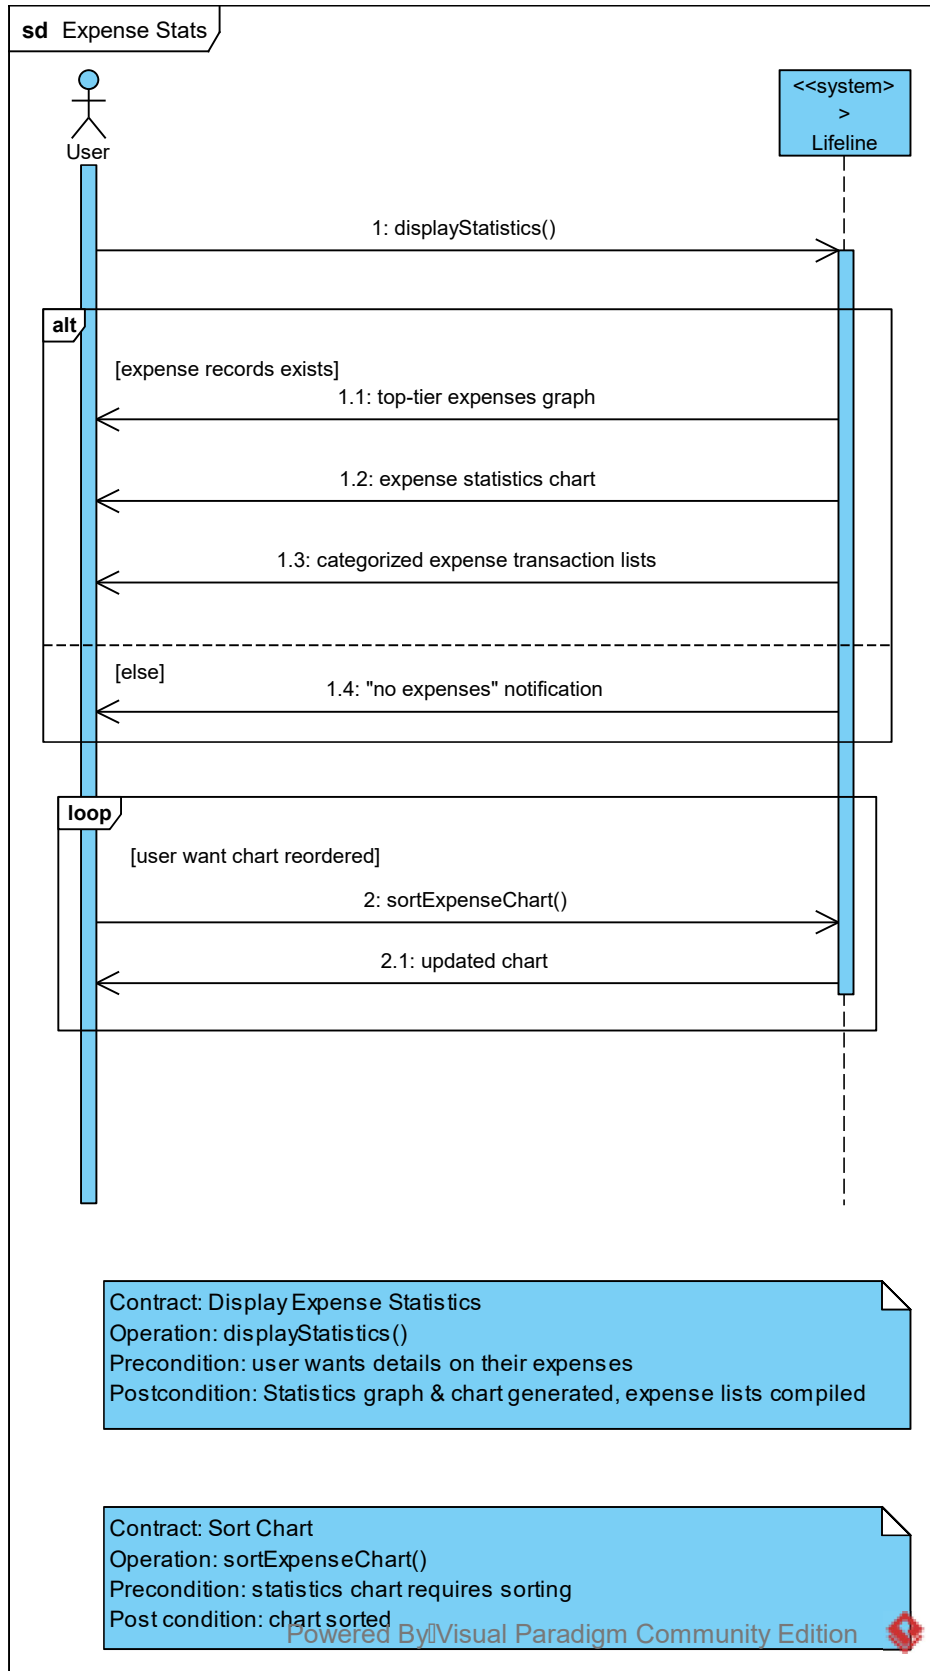 sd Expense Stats
User
<<system>
>
Lifeline
1: displayStatistics()
alt
[expense records exists]
1.1: top-tier expenses graph
1.2: expense statistics chart
1.3: categorized expense transaction lists
[else]
1.4: "no expenses" notification
loop
[user want chart reordered]
2: sortExpenseChart()
2.1: updated chart
Contract: Display Expense Statistics
Operation: displayStatistics()
Precondition: user wants details on their expenses
Postcondition: Statistics graph & chart generated, expense lists compiled
Contract: Sort Chart
Operation: sortExpenseChart()
Precondition: statistics chart requires sorting
Post condition: chart sorted
Powered By Visual Paradigm Community Edition